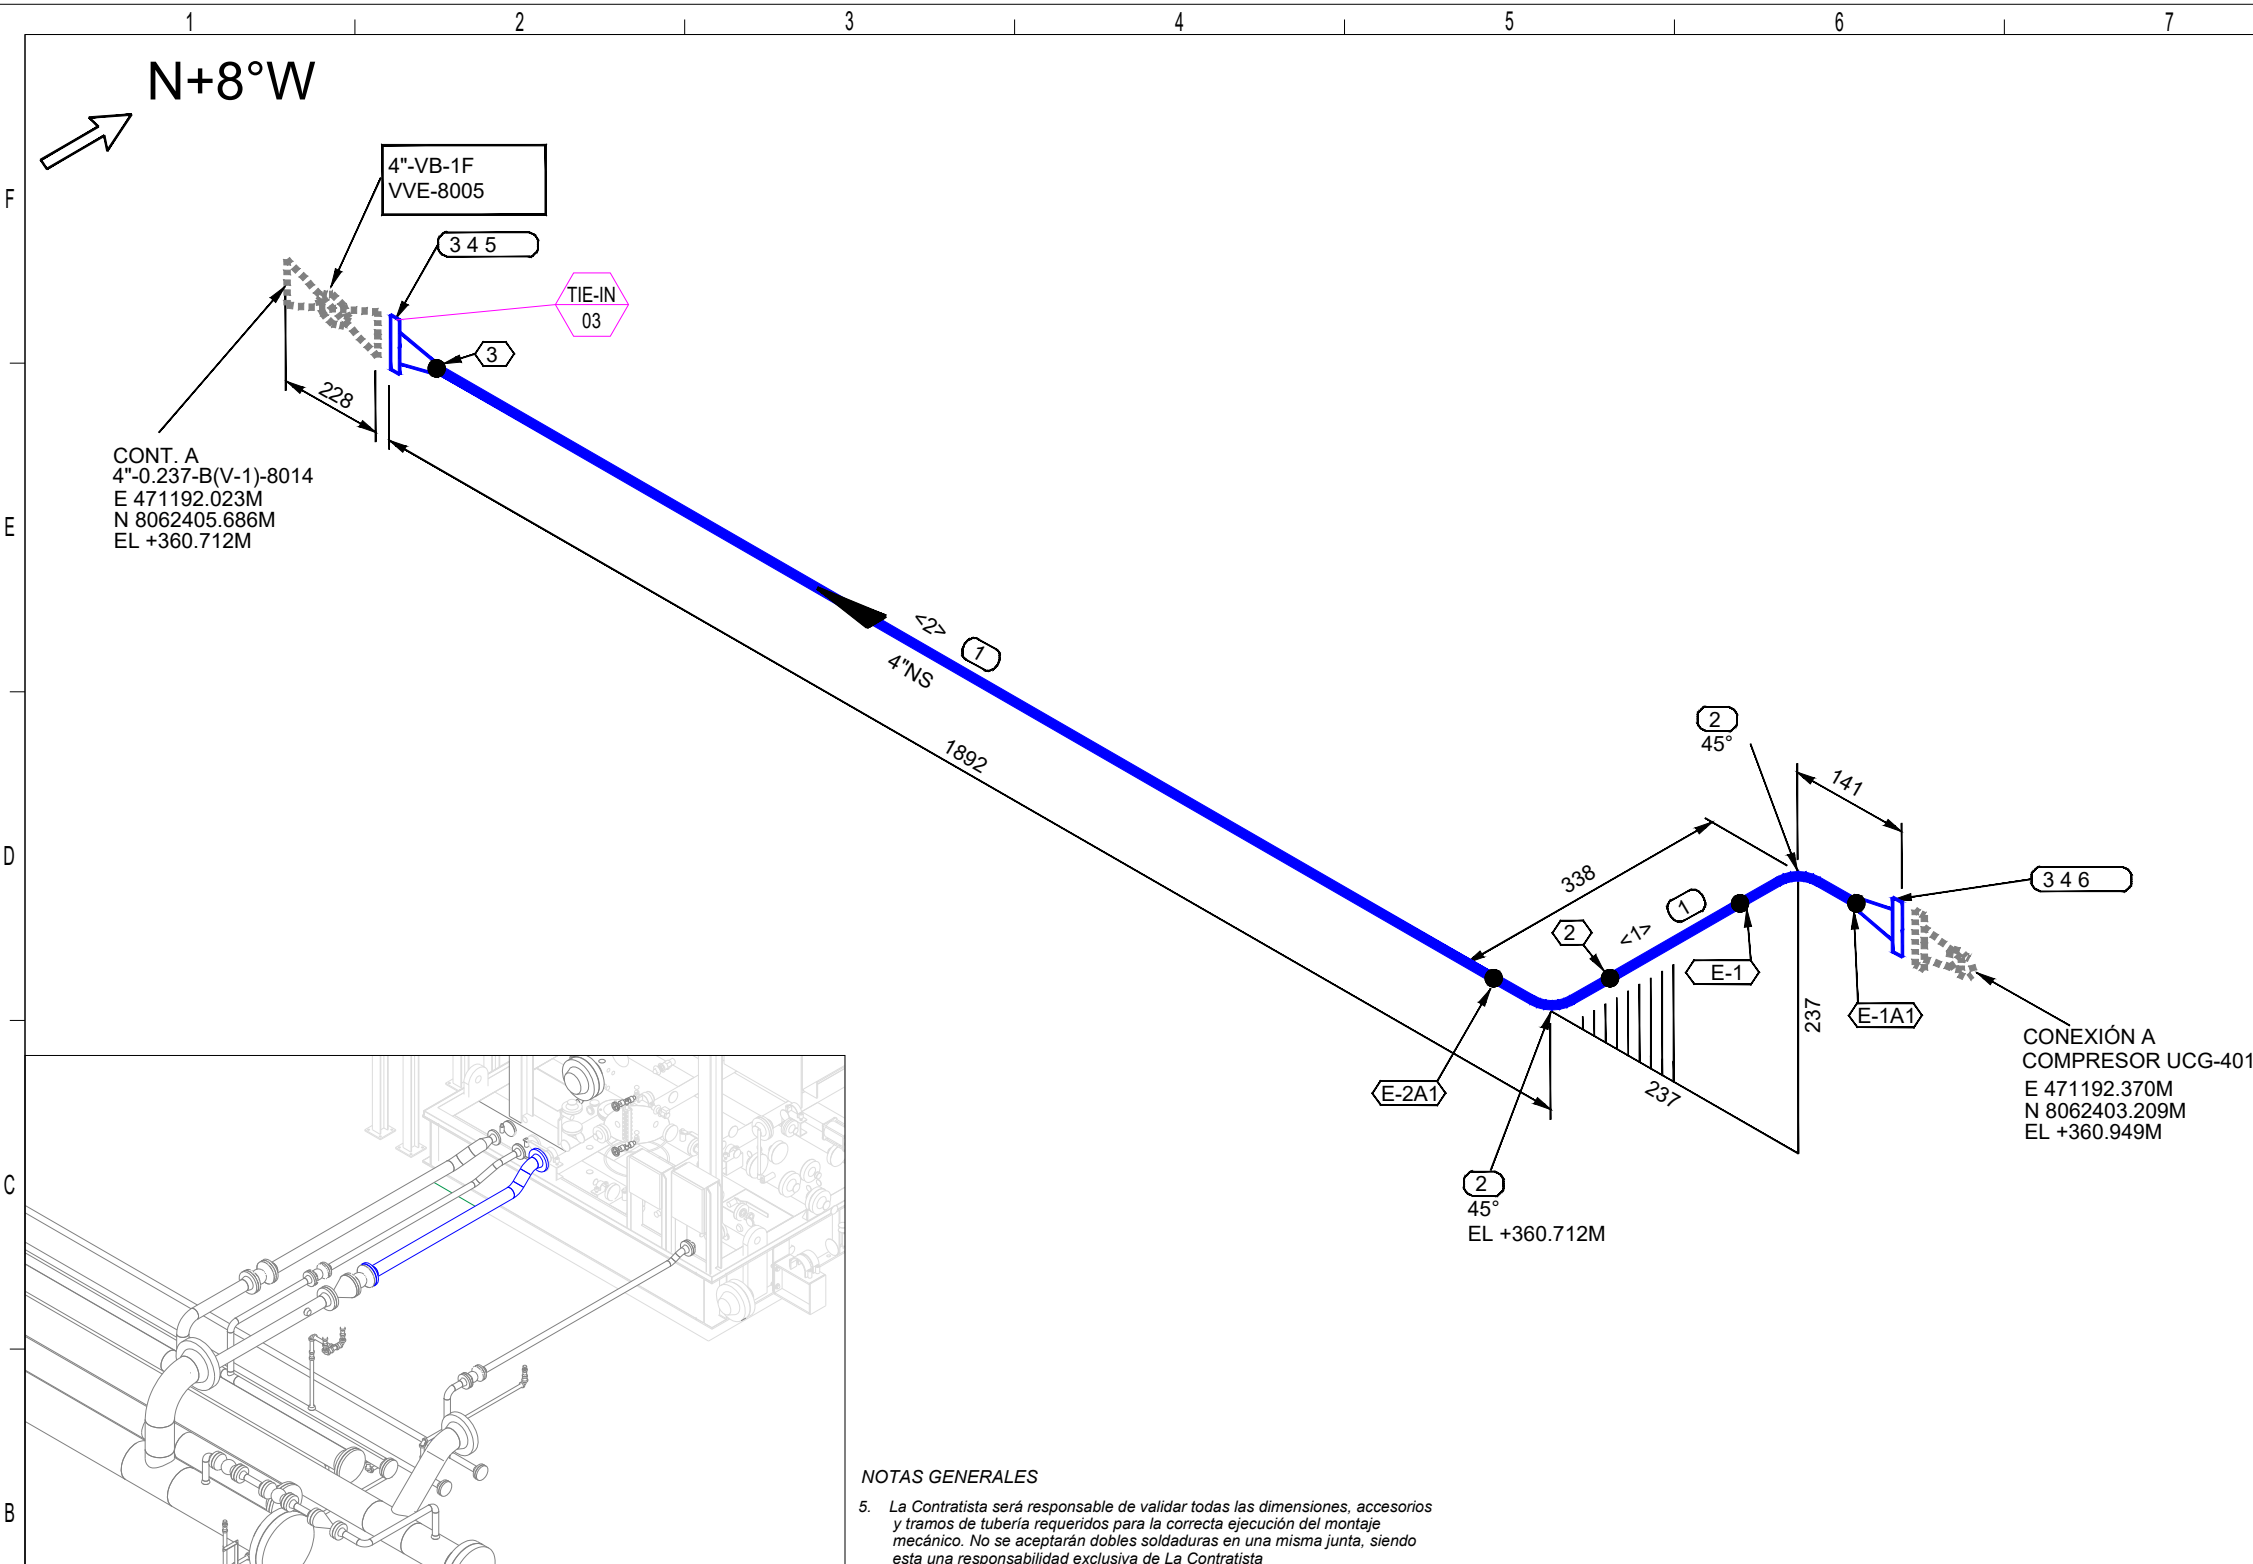 1 2 3 4 5 6 7
N+8°W
F
4"-VB-1F
VVE-8005
3 4 5
TIE-IN
03
3
228
CONT. A
4"-0.237-B(V-1)-8014
E 471192.023M
N 8062405.686M
EL +360.712M
E
<2>
1
4"NS
1892
2
45°
141
338
D
3 4 6
1
<1>
2
E-1
237
E-1A1
CONEXIÓN A
COMPRESOR UCG-401
E 471192.370M
N 8062403.209M
EL +360.949M
E-2A1
237
C
2
45°
EL +360.712M
NOTAS GENERALES
B
5. La Contratista será responsable de validar todas las dimensiones, accesorios
y tramos de tubería requeridos para la correcta ejecución del montaje
mecánico. No se aceptarán dobles soldaduras en una misma junta, siendo
esta una responsabilidad exclusiva de La Contratista